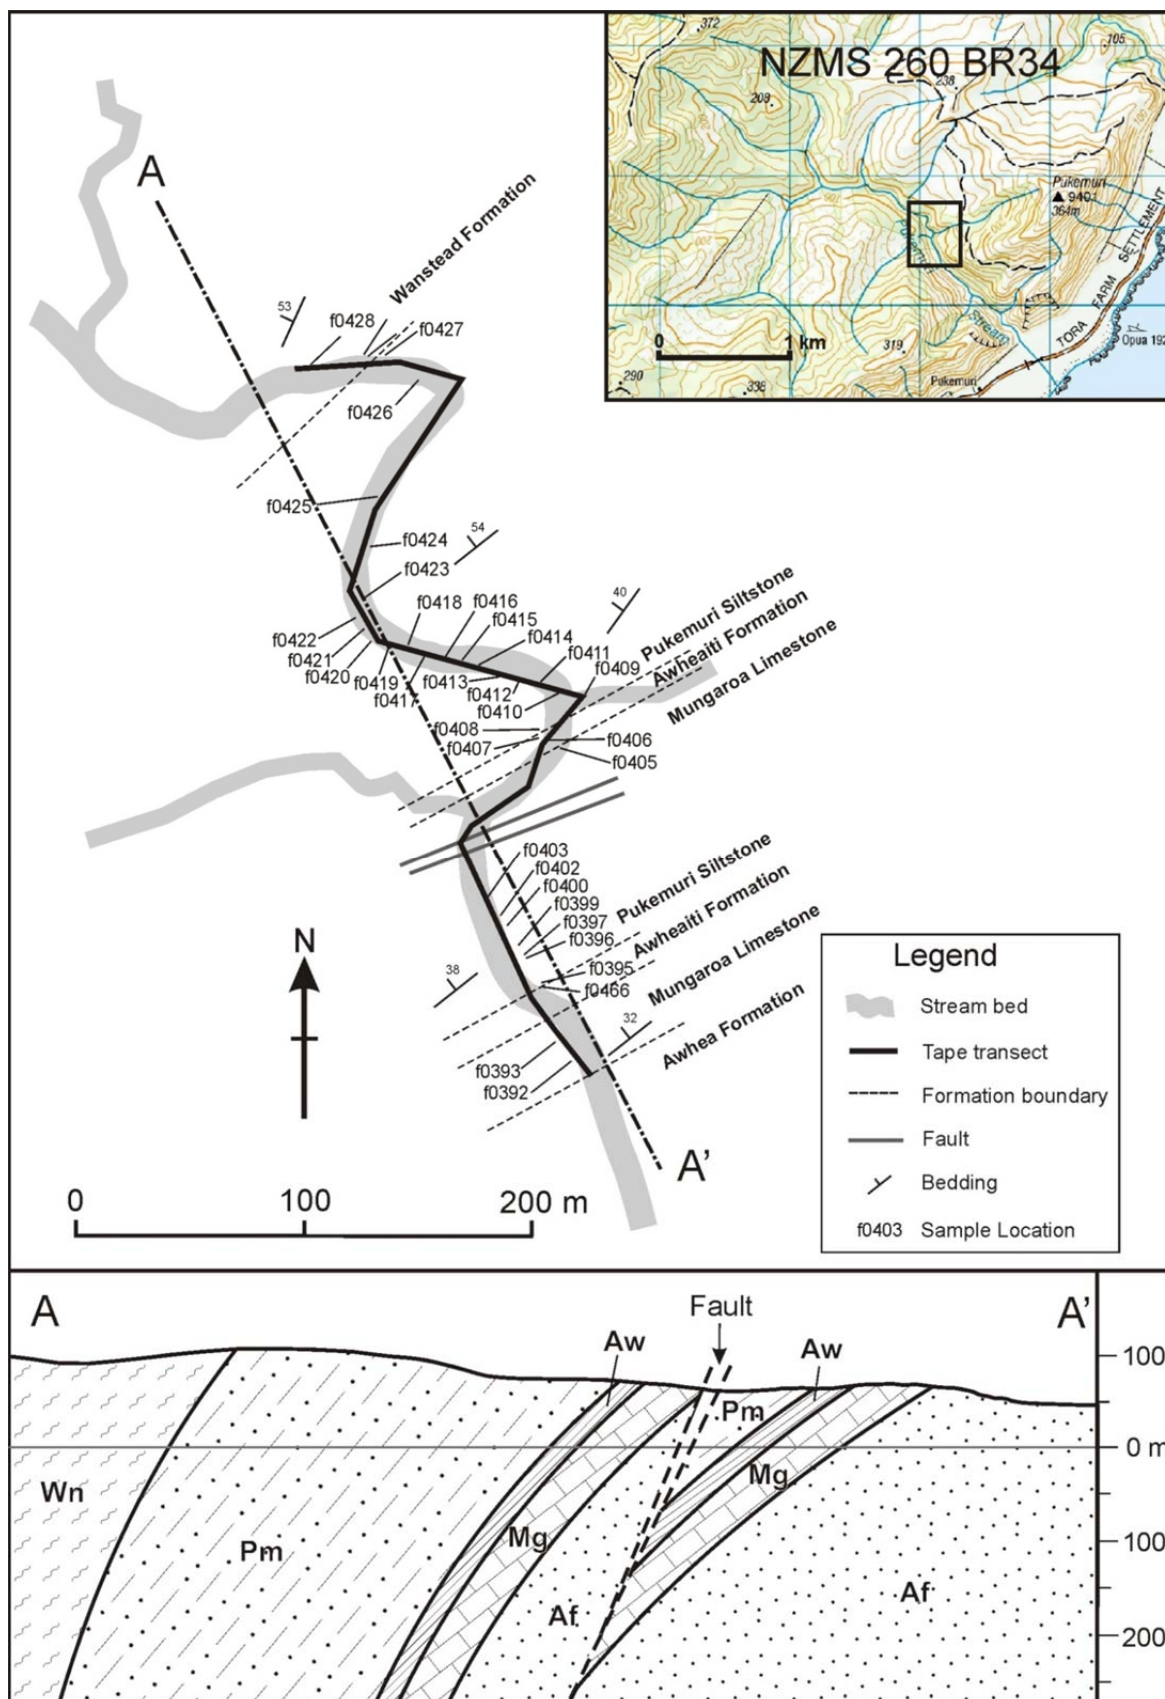 NZMS 260 BR34
372
105
238
208
Pukemuri
9401
364m
SETTLEMENT
FARM
TORA
Pukemuri
Stream
Opua 192
0 1 km
319
290
338
Pukemuri
A
Wanstead Formation
53
f0428
f0427
f0426
f0425
54
f0424
f0423
40
f0418
f0416
f0415
f0414
f0411
f0409
Pukemuri Siltstone
Awheaiti Formation
Mungaroa Limestone
f0422
f0421
f0420
f0419
f0417
f0413
f0412
f0410
f0408
f0407
f0406
f0405
f0403
f0402
f0400
f0399
f0397
f0396
f0395
f0466
Pukemuri Siltstone
Awheaiti Formation
Mungaroa Limestone
Awhea Formation
38
32
f0393
f0392
N
A'
0 100 200 m
Legend
Stream bed
Tape transect
Formation boundary
Fault
Bedding
f0403 Sample Location
A
Fault
A'
Aw
Aw
100
Pm
0 m
Wn
Mg
Pm
Mg
100
Af
Af
200